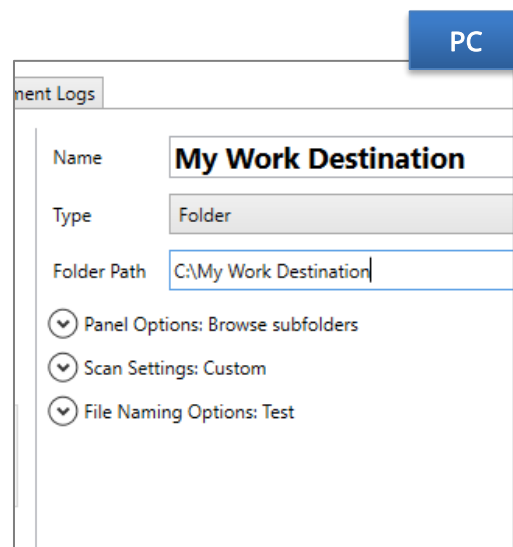 PC
ment Logs
Name My Work Destination
Type Folder
Folder Path C:\My Work Destination
Panel Options: Browse subfolders
Scan Settings: Custom
File Naming Options: Test